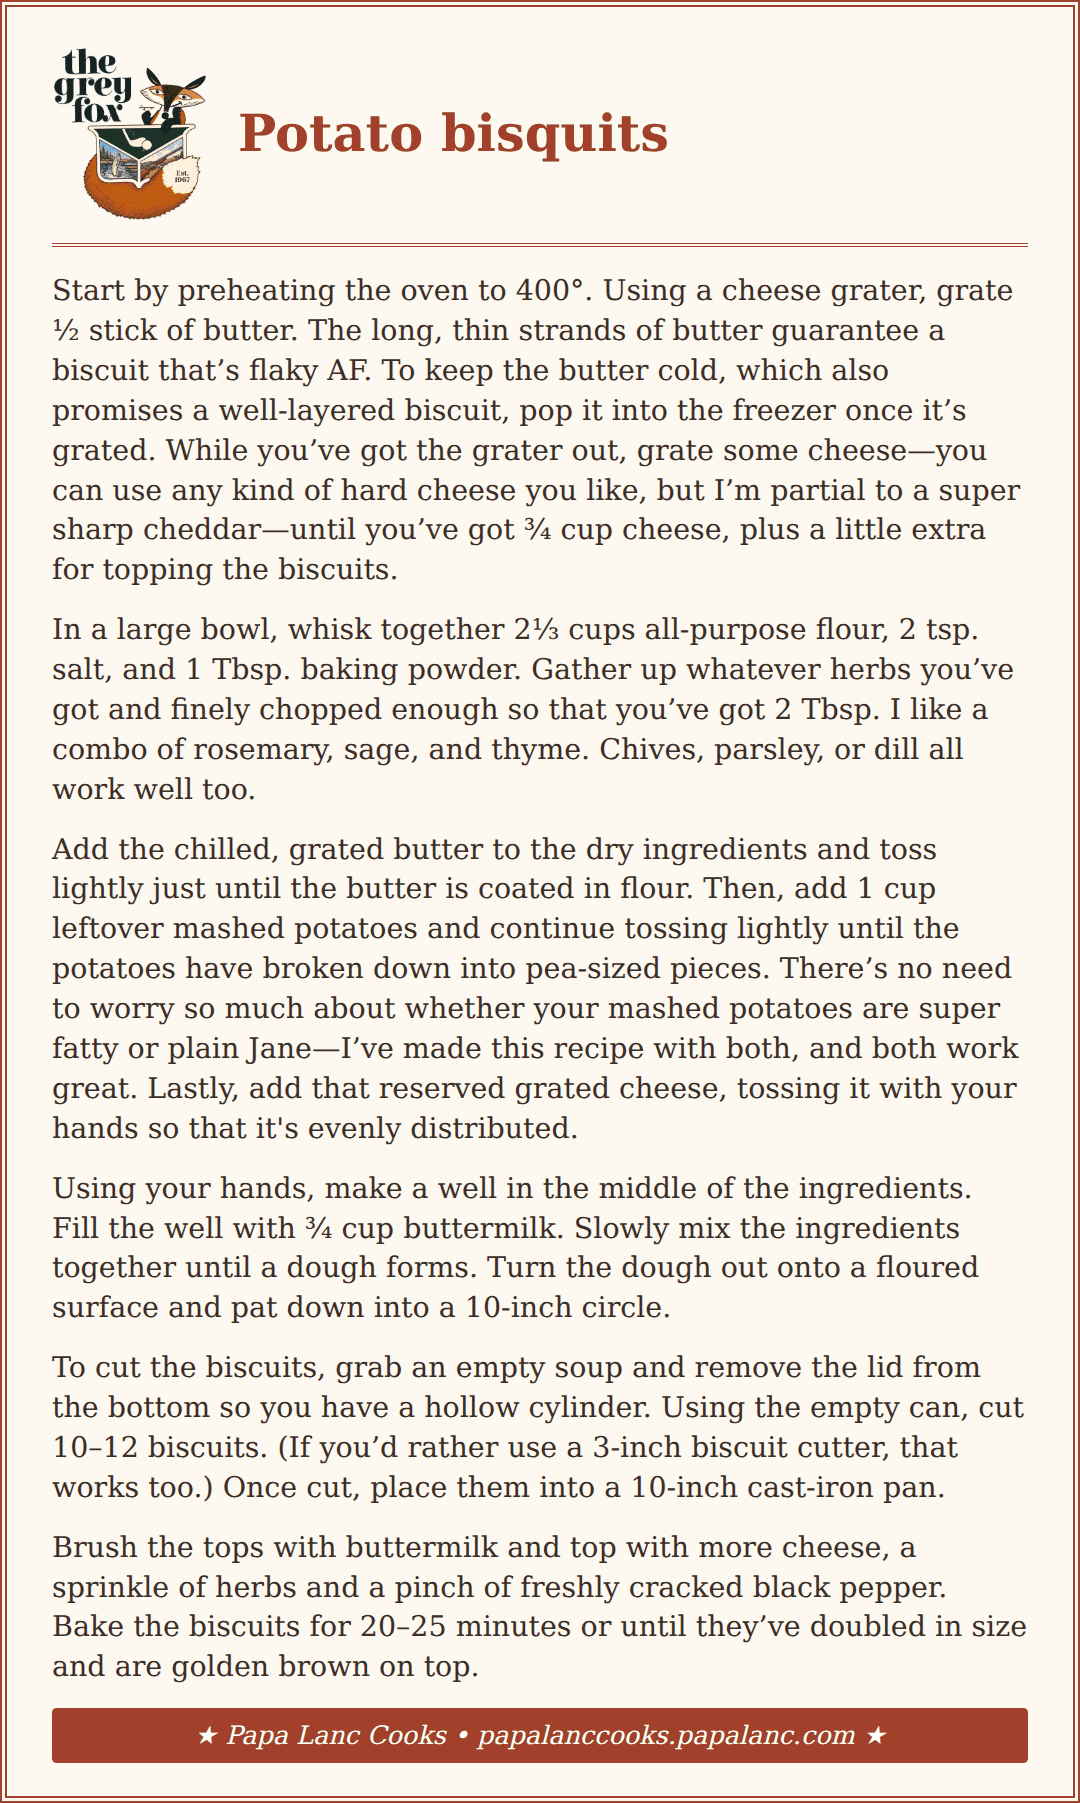 the
grey
fox
Est.
1967
Potato bisquits
Start by preheating the oven to 400°. Using a cheese grater, grate
½ stick of butter. The long, thin strands of butter guarantee a
biscuit that’s flaky AF. To keep the butter cold, which also
promises a well-layered biscuit, pop it into the freezer once it’s
grated. While you’ve got the grater out, grate some cheese—you
can use any kind of hard cheese you like, but I’m partial to a super
sharp cheddar—until you’ve got ¾ cup cheese, plus a little extra
for topping the biscuits.
In a large bowl, whisk together 2⅓ cups all-purpose flour, 2 tsp.
salt, and 1 Tbsp. baking powder. Gather up whatever herbs you’ve
got and finely chopped enough so that you’ve got 2 Tbsp. I like a
combo of rosemary, sage, and thyme. Chives, parsley, or dill all
work well too.
Add the chilled, grated butter to the dry ingredients and toss
lightly just until the butter is coated in flour. Then, add 1 cup
leftover mashed potatoes and continue tossing lightly until the
potatoes have broken down into pea-sized pieces. There’s no need
to worry so much about whether your mashed potatoes are super
fatty or plain Jane—I’ve made this recipe with both, and both work
great. Lastly, add that reserved grated cheese, tossing it with your
hands so that it's evenly distributed.
Using your hands, make a well in the middle of the ingredients.
Fill the well with ¾ cup buttermilk. Slowly mix the ingredients
together until a dough forms. Turn the dough out onto a floured
surface and pat down into a 10-inch circle.
To cut the biscuits, grab an empty soup and remove the lid from
the bottom so you have a hollow cylinder. Using the empty can, cut
10–12 biscuits. (If you’d rather use a 3-inch biscuit cutter, that
works too.) Once cut, place them into a 10-inch cast-iron pan.
Brush the tops with buttermilk and top with more cheese, a
sprinkle of herbs and a pinch of freshly cracked black pepper.
Bake the biscuits for 20–25 minutes or until they’ve doubled in size
and are golden brown on top.
★ Papa Lanc Cooks • papalanccooks.papalanc.com ★